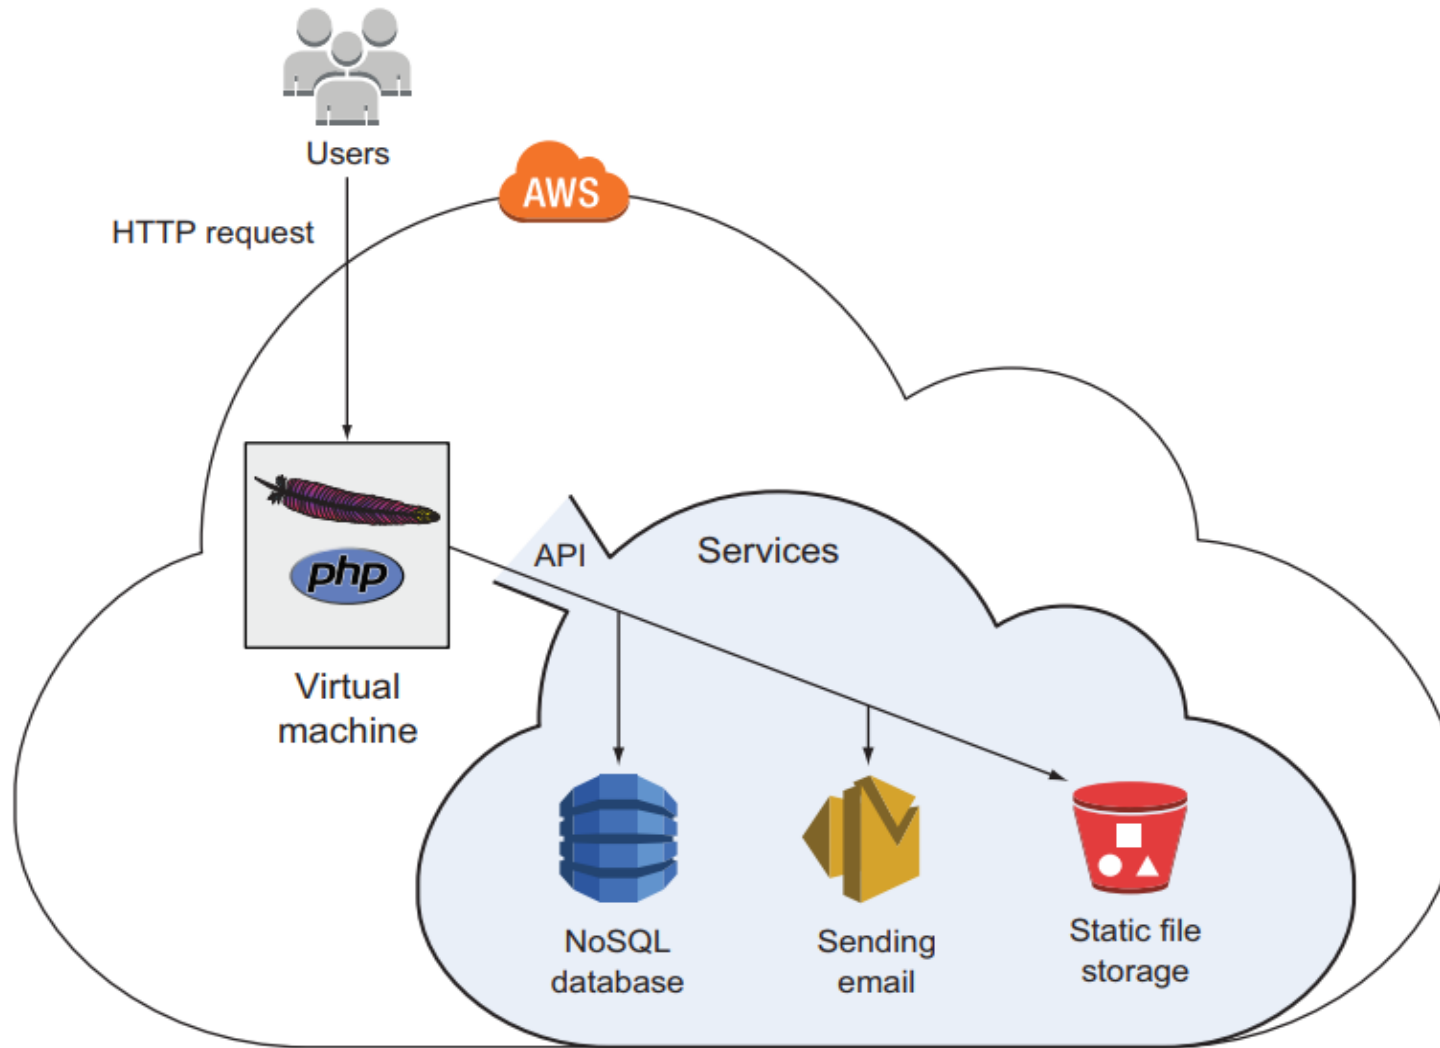 Users
AWS
HTTP request
php
Virtual
machine
API
Services
NoSQL
database
Sending
email
Static file
storage